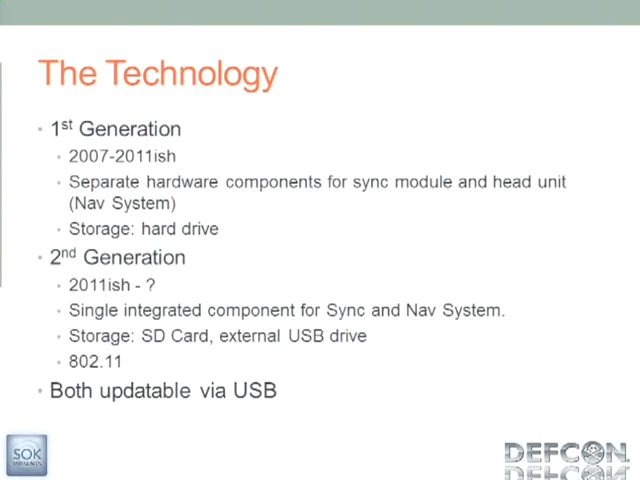 The Technology
• 1st Generation
• 2007-2011ish
• Separate hardware components for sync module and head unit
(Nav System)
• Storage: hard drive
• 2nd Generation
• 2011ish - ?
• Single integrated component for Sync and Nav System.
• Storage: SD Card, external USB drive
• 802.11
• Both updatable via USB
SOK
PRESENTS
DEFCON